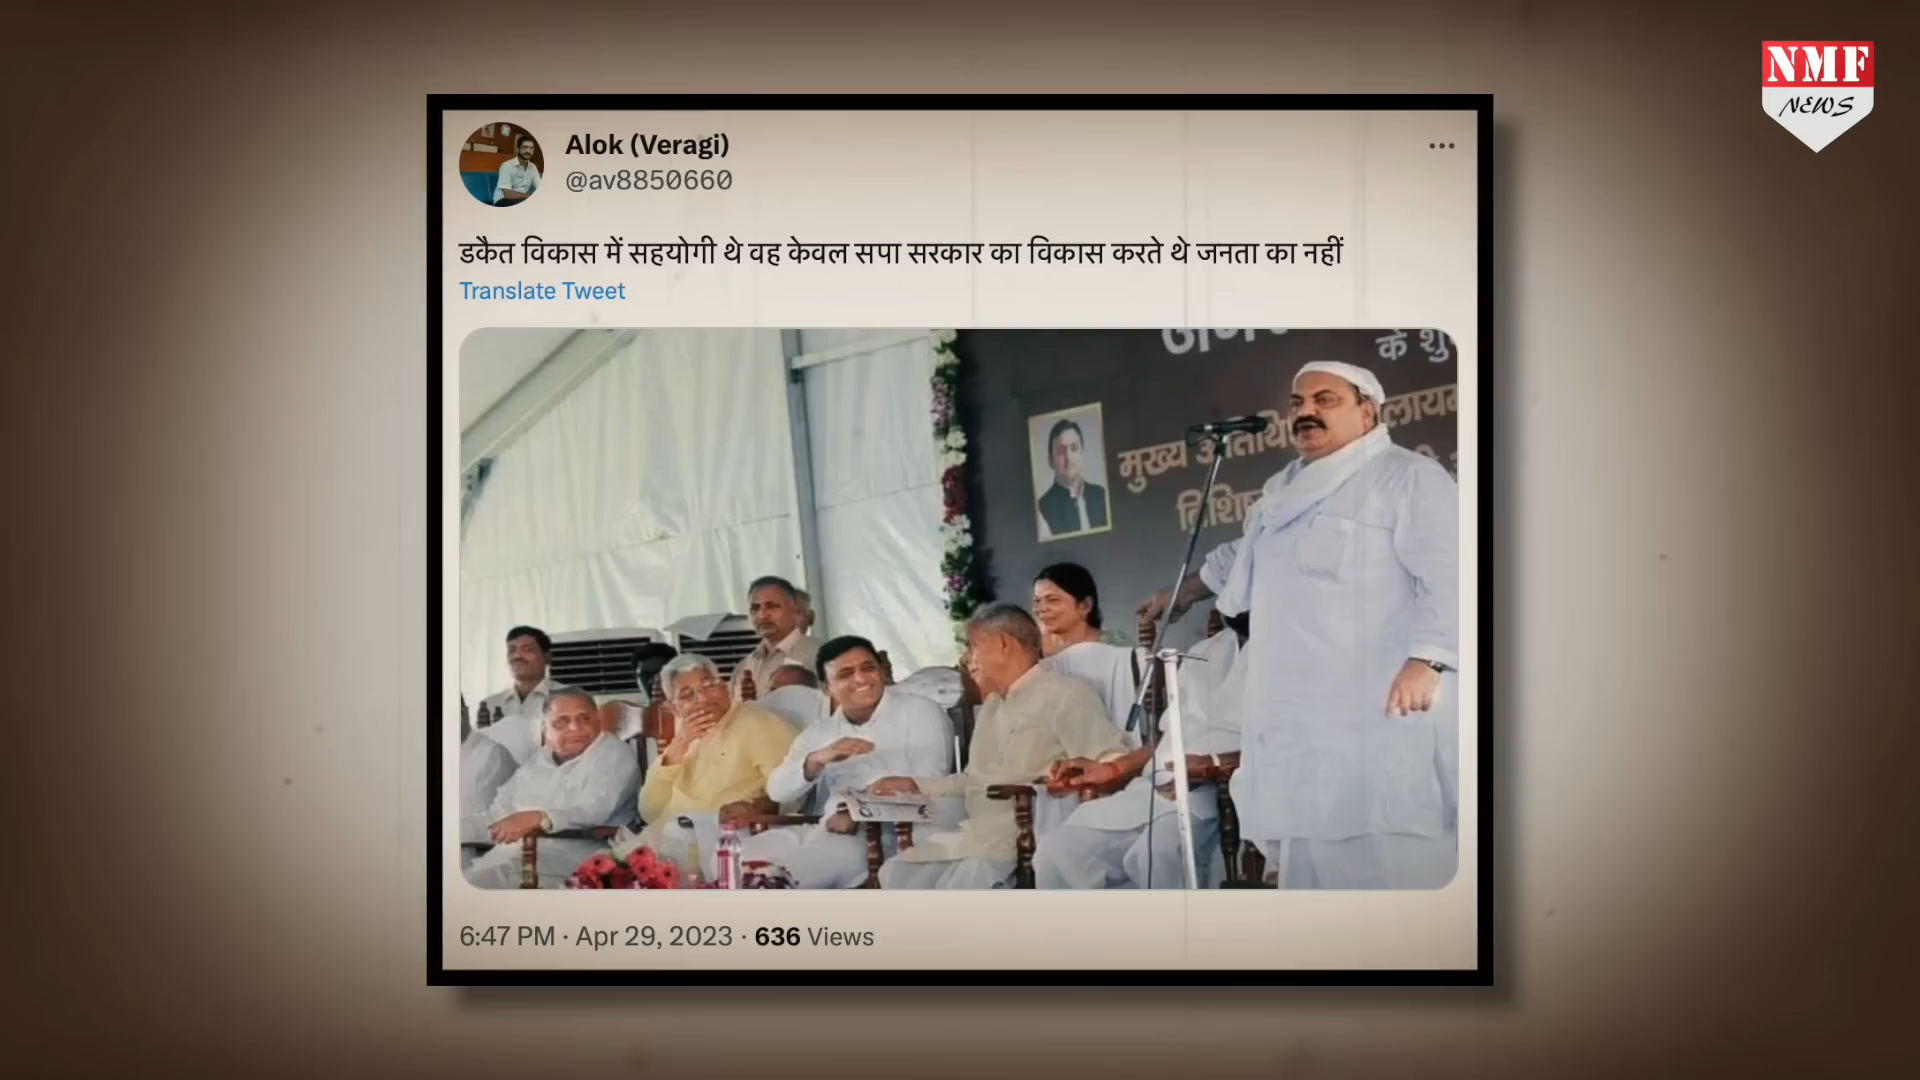 NMF
NEWS
Alok (Veragi)
@av8850660
डकैत विकास में सहयोगी थे वह केवल सपा सरकार का विकास करते थे जनता का नहीं
Translate Tweet
के
मुख्य अतिथि
6:47 PM · Apr 29, 2023 · 636 Views